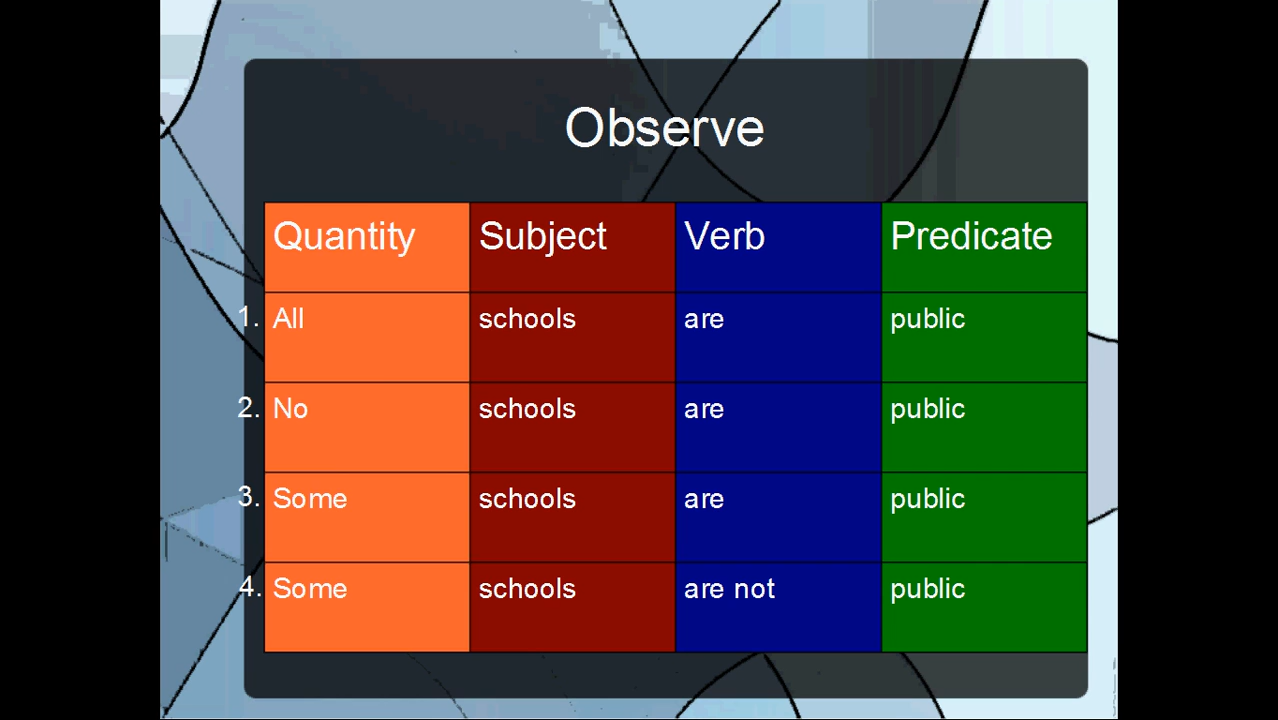 Observe
Quantity Subject Verb Predicate
1. All schools are public
2. No schools are public
3. Some schools are public
4. Some schools are not public